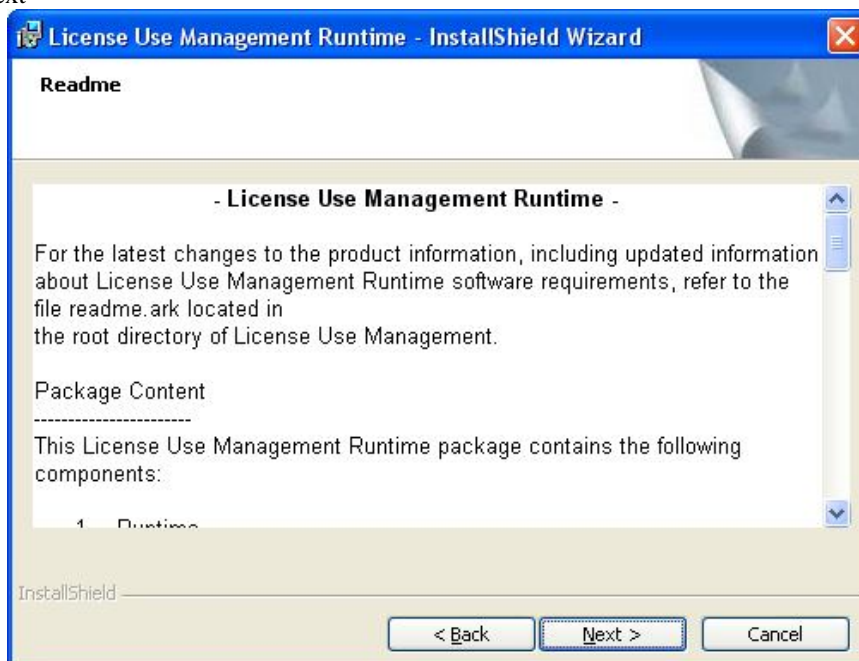 License Use Management Runtime - InstallShield Wizard
Readme
- License Use Management Runtime -
For the latest changes to the product information, including updated information
about License Use Management Runtime software requirements, refer to the
file readme.ark located in
the root directory of License Use Management.
Package Content
----------------------
This License Use Management Runtime package contains the following
components:
1. Runtime
InstallShield
< Back
Next >
Cancel